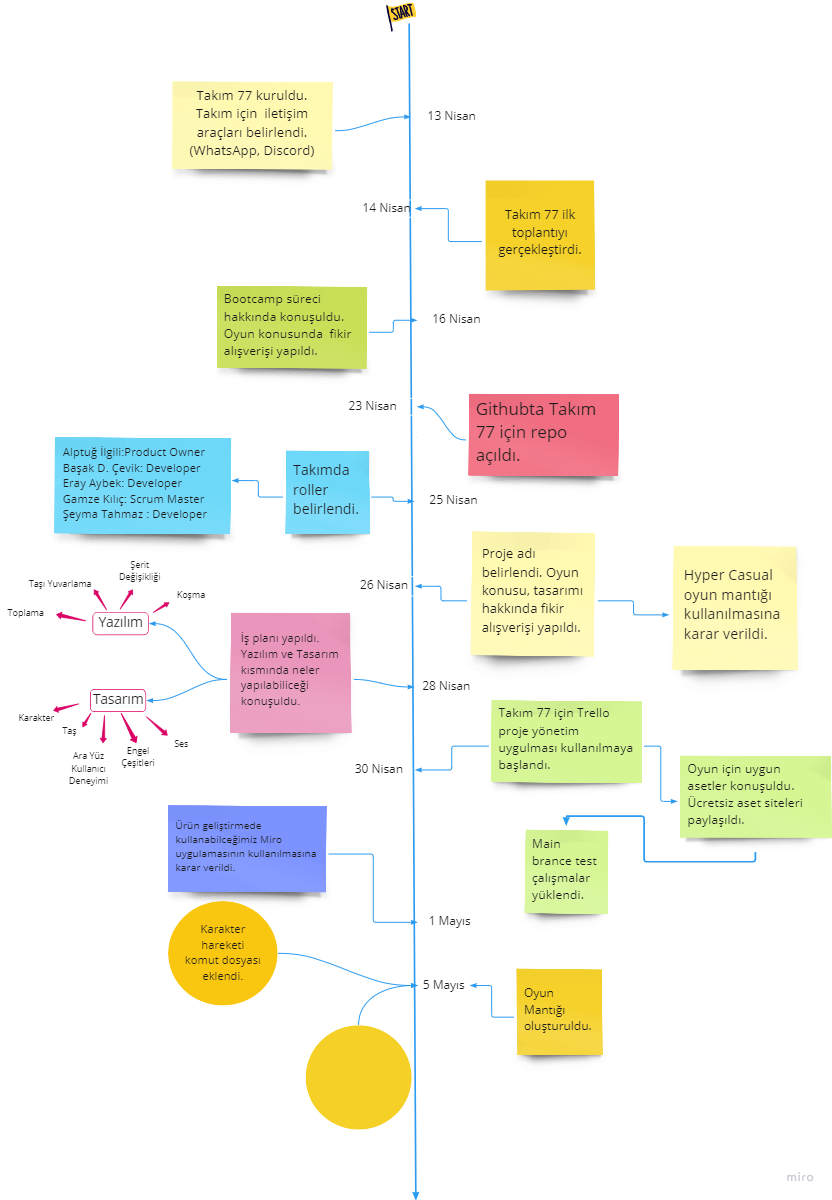 START
Takım 77 kuruldu.
Takım için iletişim
araçları belirlendi.
(WhatsApp, Discord)
13 Nisan
14 Nisan
Takım 77 ilk
toplantıyı
gerçekleştirdi.
Bootcamp süreci
hakkında konuşuldu.
Oyun konusunda fikir
alışverişi yapıldı.
16 Nisan
23 Nisan
Githubta Takım
77 için repo
açıldı.
Alptuğ İlgili:Product Owner
Başak D. Çevik: Developer
Eray Aybek: Developer
Gamze Kılıç: Scrum Master
Şeyma Tahmaz : Developer
Takımda
roller
belirlendi.
25 Nisan
26 Nisan
Proje adı
belirlendi. Oyun
konusu, tasarımı
hakkında fikir
alışverişi yapıldı.
Hyper Casual
oyun mantığı
kullanılmasına
karar verildi.
Şerit
Değişikliği
Taşı Yuvarlama
Koşma
Toplama
Yazılım
İş planı yapıldı.
Yazılım ve Tasarım
kısmında neler
yapılabiliceği
konuşuldu.
28 Nisan
Tasarım
Karakter
Taş
Ara Yüz
Kullanıcı
Deneyimi
Engel
Çeşitleri
Ses
30 Nisan
Takım 77 için Trello
proje yönetim
uygulması kullanılmaya
başlandı.
Oyun için uygun
asetler konuşuldu.
Ücretsiz aset siteleri
paylaşıldı.
Main
brance test
çalışmalar
yüklendi.
Ürün geliştirmede
kullanabilceğimiz Miro
uygulamasının kullanılmasına
karar verildi.
1 Mayıs
Karakter
hareketi
komut dosyası
eklendi.
5 Mayıs
Oyun
Mantığı
oluşturuldu.
miro